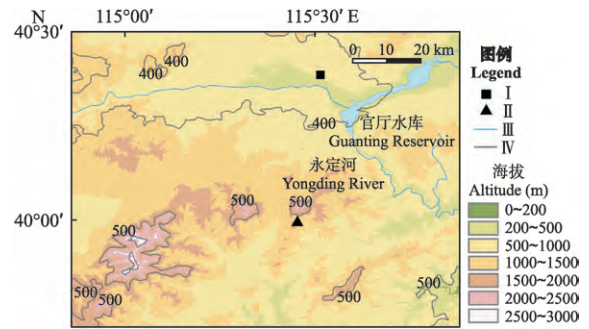 N
115°00′
115°30′ E
40°30′
0
10
20 km
图例
Legend
400
400
Ⅰ
Ⅱ
Ⅲ
Ⅳ
400
官厅水库
Guanting Reservoir
永定河
Yongding River
海拔
Altitude (m)
500
500
40°00′
500
500
500
500
500
0~200
200~500
500~1000
1000~1500
1500~2000
2000~2500
2500~3000